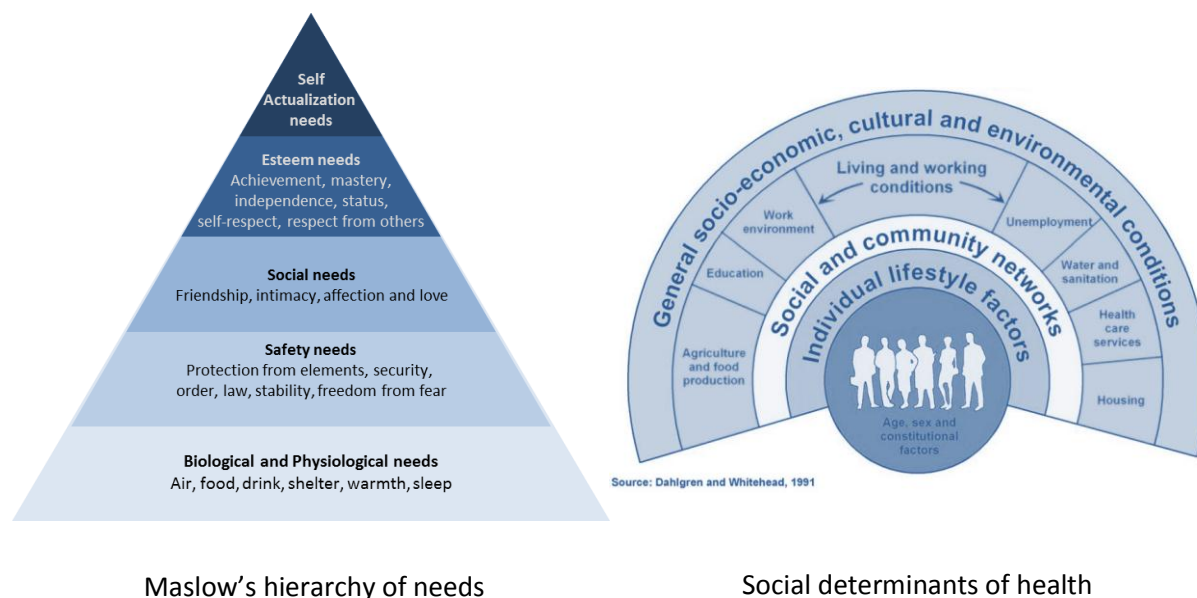 Self
Actualization
needs
Esteem needs
Achievement, mastery,
independence, status,
self-respect, respect from others
Social needs
Friendship, intimacy, affection and love
Safety needs
Protection from elements, security,
order, law, stability, freedom from fear
Biological and Physiological needs
Air, food, drink, shelter, warmth, sleep
Maslow's hierarchy of needs
General socio-economic, cultural and environmental conditions
Living and working
conditions
Work
environment
Unemployment
Education
Water and
sanitation
Agriculture
and food
production
Health
care
services
Housing
Social and community networks
Individual lifestyle factors
Age, sex and
constitutional
factors
Source: Dahlgren and Whitehead, 1991
Social determinants of health